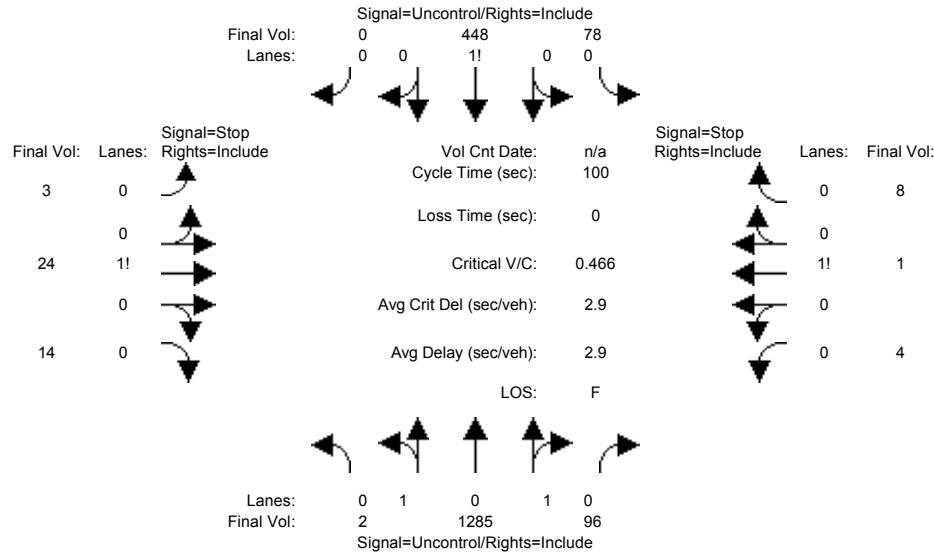 Signal=Uncontrol/Rights=Include
Final Vol: 0 448 78
Lanes: 0 0 1! 0 0
Signal=Stop
Final Vol: Lanes: Rights=Include
Vol Cnt Date: n/a
Signal=Stop
Rights=Include Lanes: Final Vol:
Cycle Time (sec): 100
3 0
0 8
Loss Time (sec): 0
0
0
24 1!
Critical V/C: 0.466
1! 1
0
Avg Crit Del (sec/veh): 2.9
0
14 0
Avg Delay (sec/veh): 2.9
0 4
LOS: F
Lanes: 0 1 0 1 0
Final Vol: 2 1285 96
Signal=Uncontrol/Rights=Include